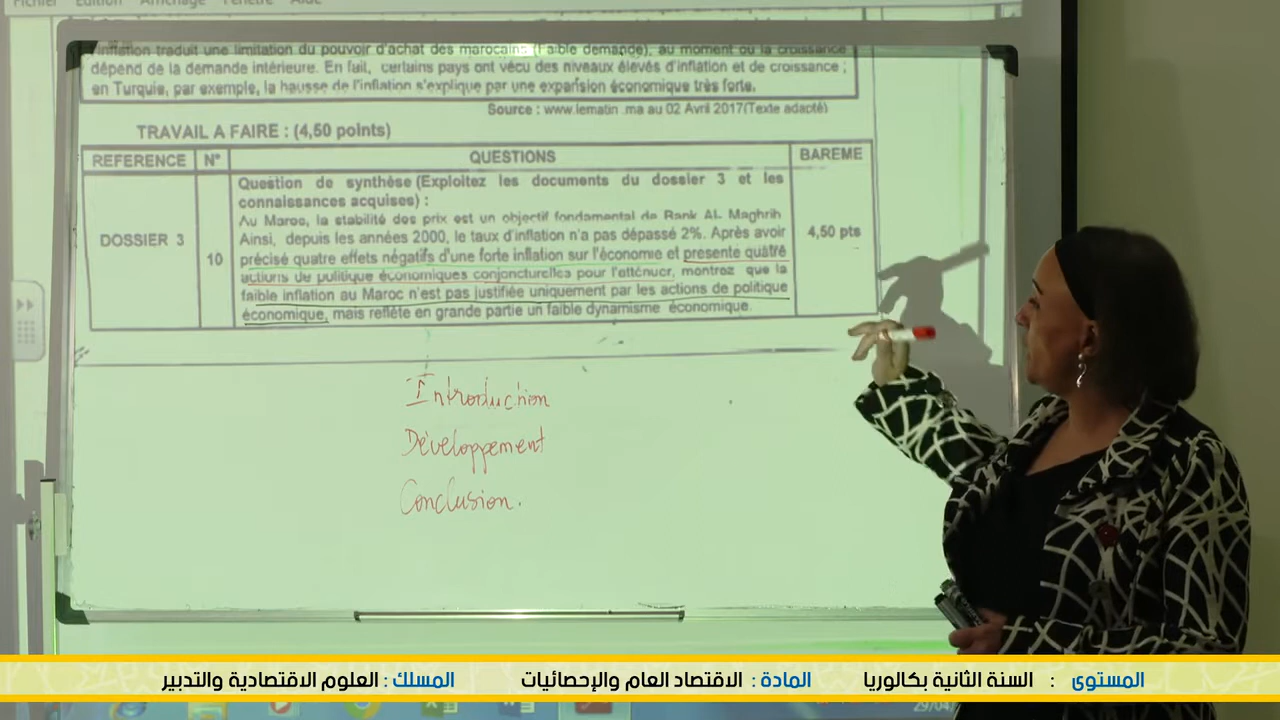 Fichier Edition Affichage Fenêtre Aide
l'inflation traduit une limitation du pouvoir d'achat des marocains (Faible demande), au moment où la croissance
dépend de la demande intérieure. En fait, certains pays ont vécu des niveaux élevés d'inflation et de croissance ;
en Turquie, par exemple, la hausse de l'inflation s'explique par une expansion économique très forte.
Source : www.lematin .ma au 02 Avril 2017(Texte adapté)
TRAVAIL A FAIRE : (4,50 points)
REFERENCE N° QUESTIONS BAREME
Question de synthèse (Exploitez les documents du dossier 3 et les
connaissances acquises) :
Au Maroc, la stabilité des prix est un objectif fondamental de Bank AL Maghrib
Ainsi, depuis les années 2000, le taux d'inflation n'a pas dépassé 2%. Après avoir
précisé quatre effets négatifs d'une forte inflation sur l'économie et presente quatre
actions de politique économiques conjoncturelles pour l'atténuer, montrez que la
faible inflation au Maroc n'est pas justifiée uniquement par les actions de politique
économique, mais reflète en grande partie un faible dynamisme économique.
DOSSIER 3
10
4,50 pts
Introduction
Développement
Conclusion.
المستوى : السنة الثانية بكالوريا المادة : الاقتصاد العام والإحصائيات المسلك : العلوم الاقتصادية والتدبير
29/04